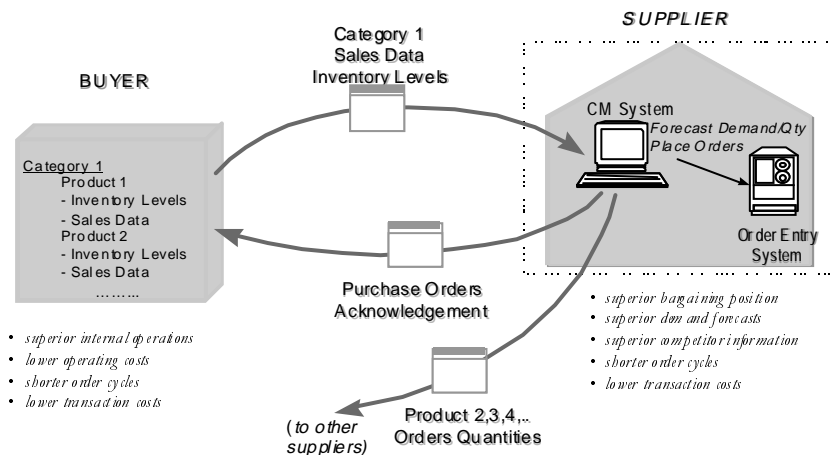 SUPPLIER
Category 1
Sales Data
Inventory Levels
BUYER
CM System
Forecast Demand/Qty
Place Orders
Order Entry
System
Category 1
Product 1
- Inventory Levels
- Sales Data
Product 2
- Inventory Levels
- Sales Data
.........
Purchase Orders
Acknowledgement
• superior internal operations
• lower operating costs
• shorter order cycles
• lower transaction costs
• superior bargaining position
• superior demand forecasts
• superior competitor information
• shorter order cycles
• lower transaction costs
(to other
suppliers)
Product 2,3,4,..
Orders Quantities